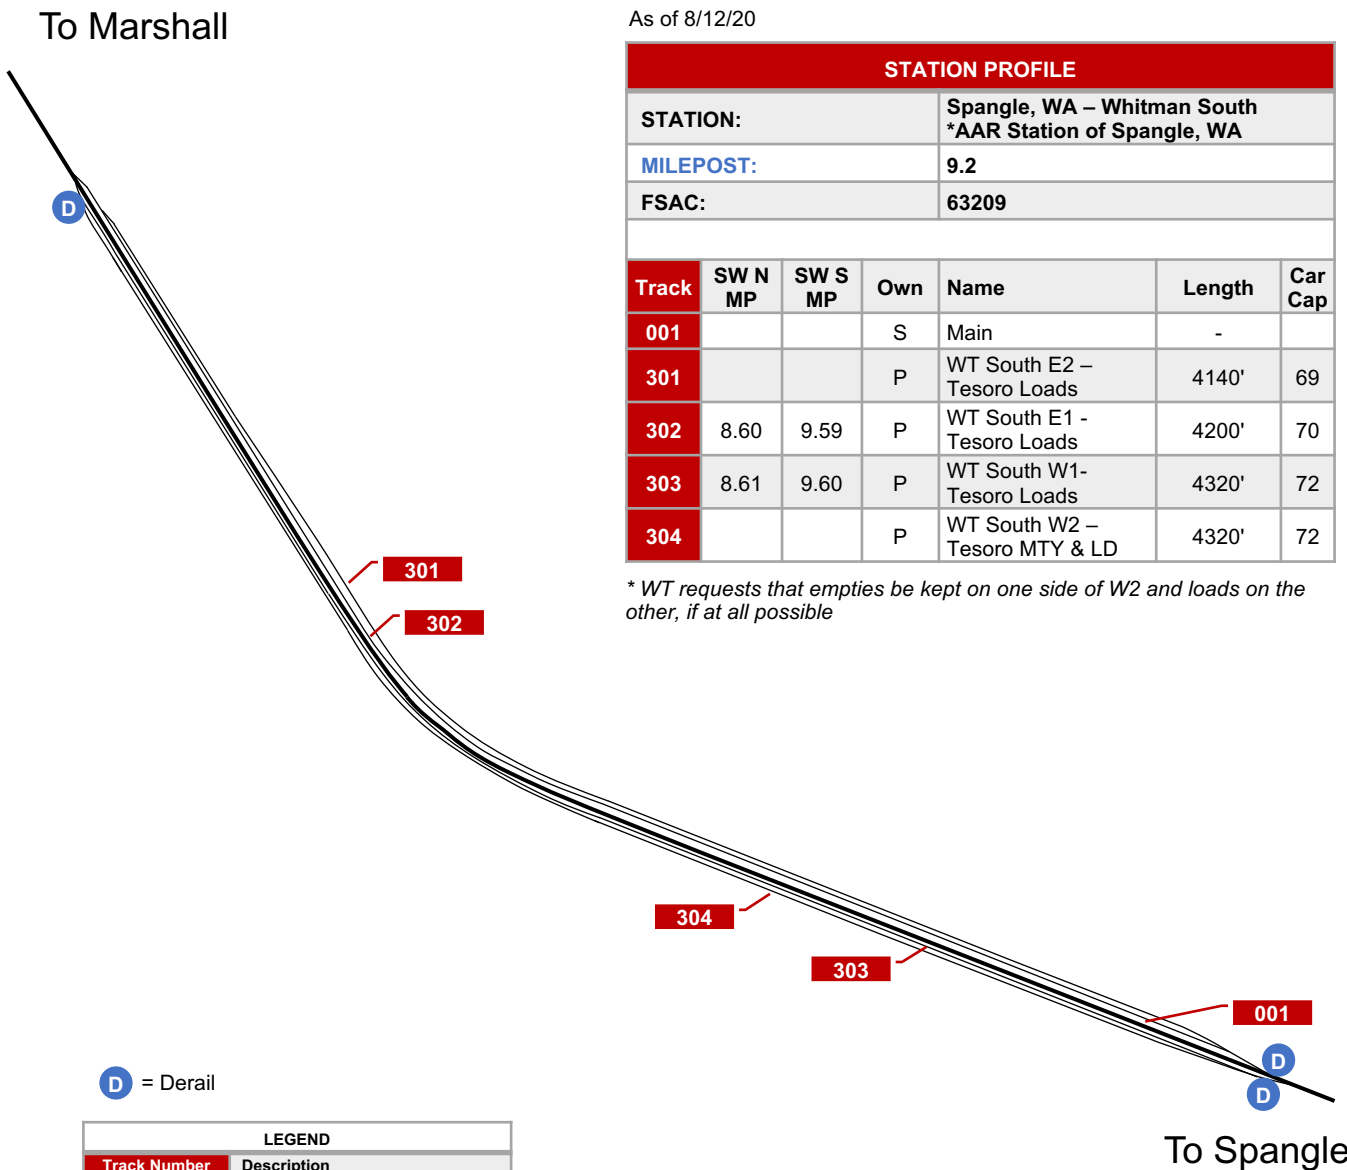 To Marshall
As of 8/12/20
STATION PROFILE
STATION: Spangle, WA – Whitman South
*AAR Station of Spangle, WA
MILEPOST: 9.2
FSAC: 63209
Track SW N MP SW S MP Own Name Length Car Cap
001 S Main -
301 P WT South E2 – Tesoro Loads 4140' 69
302 8.60 9.59 P WT South E1 - Tesoro Loads 4200' 70
303 8.61 9.60 P WT South W1- Tesoro Loads 4320' 72
304 P WT South W2 – Tesoro MTY & LD 4320' 72
* WT requests that empties be kept on one side of W2 and loads on the
other, if at all possible
D
301
302
304
303
001
D
D
D = Derail
To Spangle
LEGEND
Track Number Description